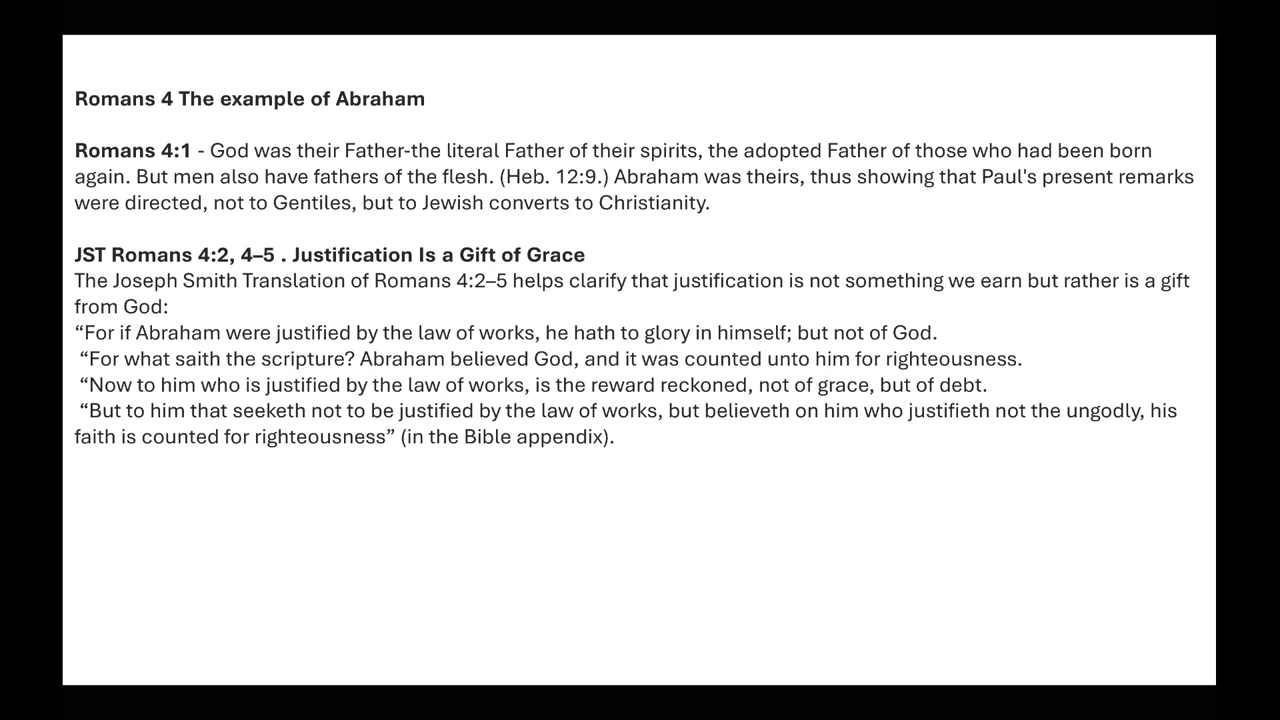 Romans 4 The example of Abraham
Romans 4:1 - God was their Father-the literal Father of their spirits, the adopted Father of those who had been born
again. But men also have fathers of the flesh. (Heb. 12:9.) Abraham was theirs, thus showing that Paul's present remarks
were directed, not to Gentiles, but to Jewish converts to Christianity.
JST Romans 4:2, 4–5 . Justification Is a Gift of Grace
The Joseph Smith Translation of Romans 4:2–5 helps clarify that justification is not something we earn but rather is a gift
from God:
“For if Abraham were justified by the law of works, he hath to glory in himself; but not of God.
“For what saith the scripture? Abraham believed God, and it was counted unto him for righteousness.
“Now to him who is justified by the law of works, is the reward reckoned, not of grace, but of debt.
“But to him that seeketh not to be justified by the law of works, but believeth on him who justifieth not the ungodly, his
faith is counted for righteousness” (in the Bible appendix).